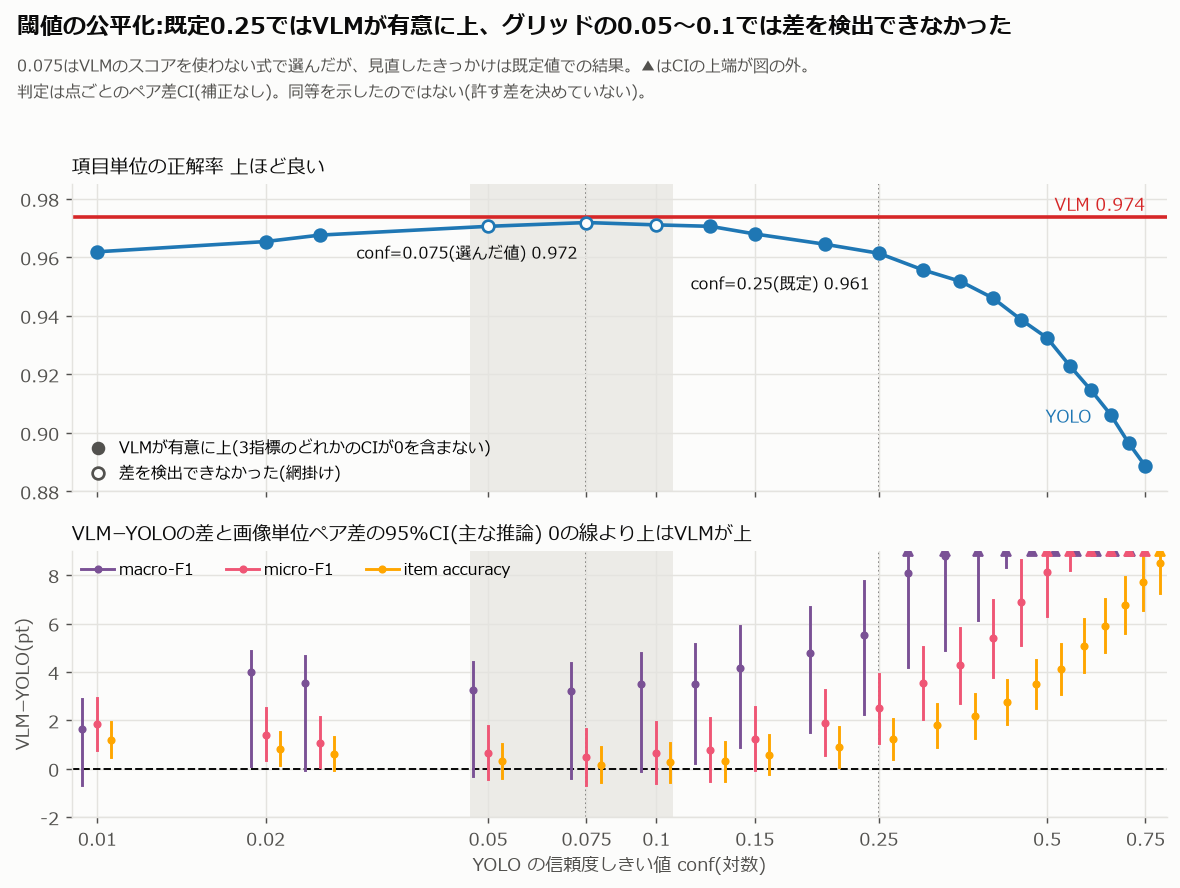 閾値の公平化:既定0.25ではVLMが有意に上、グリッドの0.05〜0.1では差を検出できなかった
0.075はVLMのスコアを使わない式で選んだが、見直したきっかけは既定値での結果。▲はCIの上端が図の外。
判定は点ごとのペア差CI(補正なし)。同等を示したのではない(許す差を決めていない)。
項目単位の正解率 上ほど良い
0.98
0.96
0.94
0.92
0.90
0.88
VLM 0.974
conf=0.075(選んだ値) 0.972
conf=0.25(既定) 0.961
YOLO
VLMが有意に上(3指標のどれかのCIが0を含まない)
差を検出できなかった(網掛け)
VLM−YOLOの差と画像単位ペア差の95%CI(主な推論) 0の線より上はVLMが上
macro-F1
micro-F1
item accuracy
VLM−YOLO(pt)
8
6
4
2
0
-2
0.01
0.02
0.05
0.075
0.1
0.15
0.25
0.5
0.75
YOLO の信頼度しきい値 conf(対数)